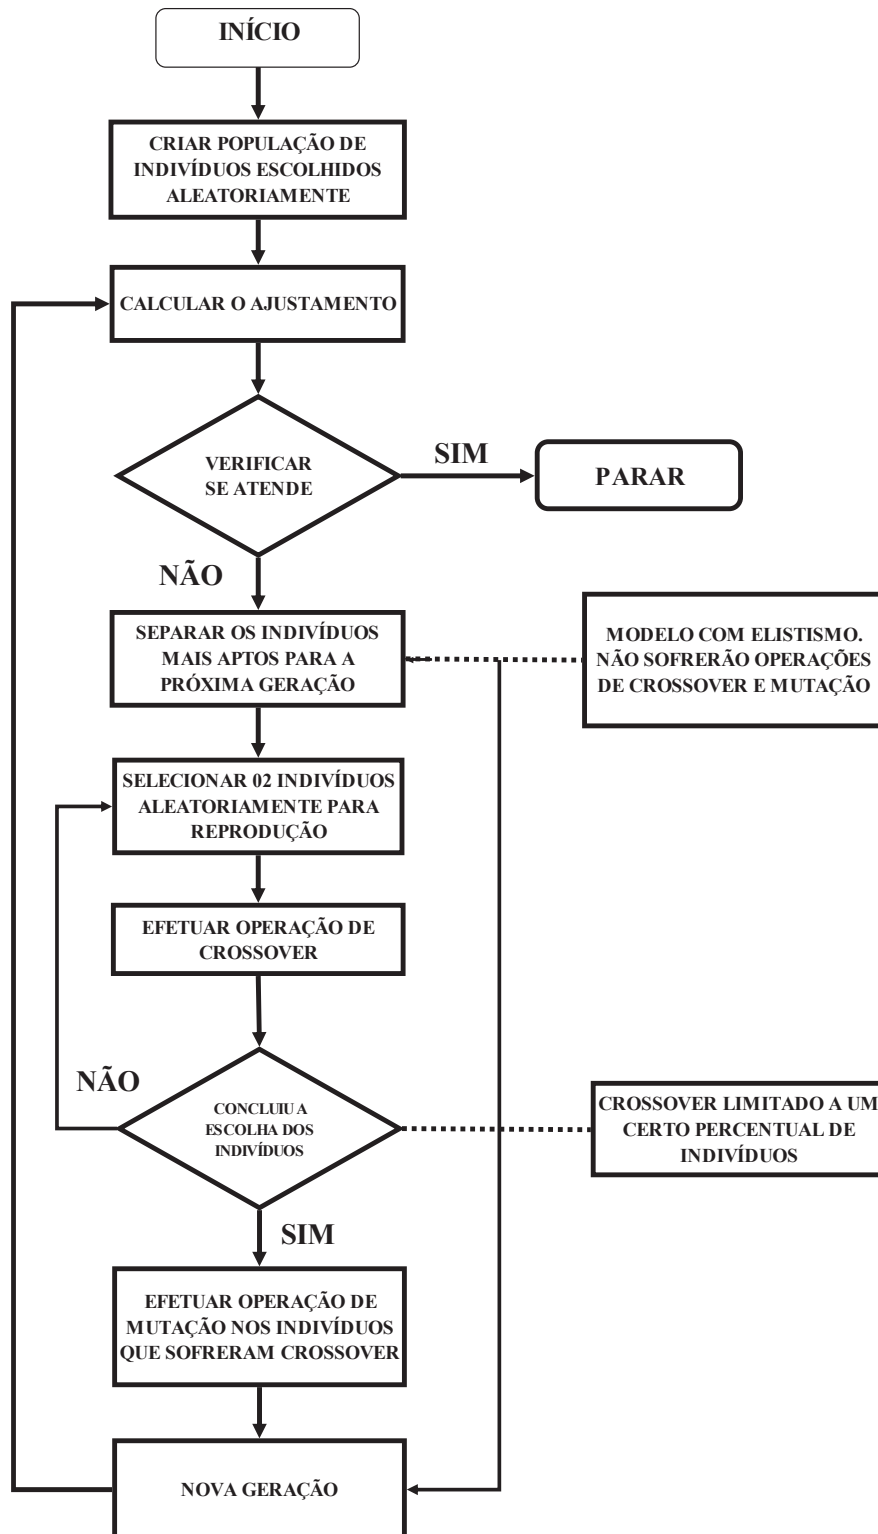 INÍCIO
CRIAR POPULAÇÃO DE
INDIVÍDUOS ESCOLHIDOS
ALEATORIAMENTE
CALCULAR O AJUSTAMENTO
VERIFICAR
SE ATENDE
SIM
PARAR
NÃO
SEPARAR OS INDIVÍDUOS
MAIS APTOS PARA A
PRÓXIMA GERAÇÃO
MODELO COM ELISTISMO.
NÃO SOFRERÃO OPERAÇÕES
DE CROSSOVER E MUTAÇÃO
SELECIONAR 02 INDIVÍDUOS
ALEATORIAMENTE PARA
REPRODUÇÃO
EFETUAR OPERAÇÃO DE
CROSSOVER
NÃO
CONCLUIU A
ESCOLHA DOS
INDIVÍDUOS
CROSSOVER LIMITADO A UM
CERTO PERCENTUAL DE
INDIVÍDUOS
SIM
EFETUAR OPERAÇÃO DE
MUTAÇÃO NOS INDIVÍDUOS
QUE SOFRERAM CROSSOVER
NOVA GERAÇÃO